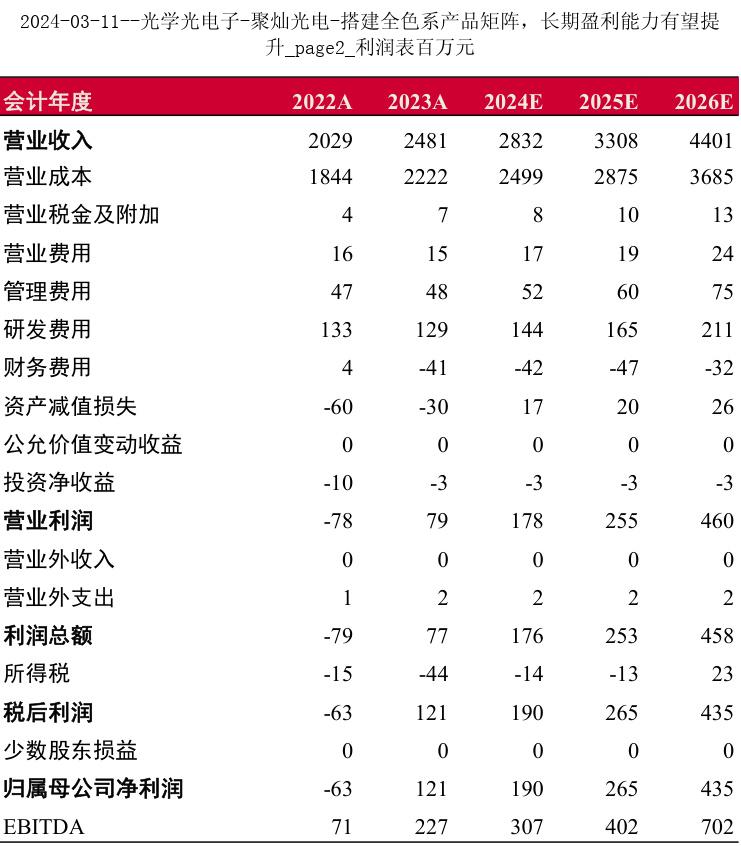 2024-03-11--光学光电子-聚灿光电-搭建全色系产品矩阵，长期盈利能力有望提
升_page2_利润表百万元
会计年度 2022A 2023A 2024E 2025E 2026E
营业收入 2029 2481 2832 3308 4401
营业成本 1844 2222 2499 2875 3685
营业税金及附加 4 7 8 10 13
营业费用 16 15 17 19 24
管理费用 47 48 52 60 75
研发费用 133 129 144 165 211
财务费用 4 -41 -42 -47 -32
资产减值损失 -60 -30 17 20 26
公允价值变动收益 0 0 0 0 0
投资净收益 -10 -3 -3 -3 -3
营业利润 -78 79 178 255 460
营业外收入 0 0 0 0 0
营业外支出 1 2 2 2 2
利润总额 -79 77 176 253 458
所得税 -15 -44 -14 -13 23
税后利润 -63 121 190 265 435
少数股东损益 0 0 0 0 0
归属母公司净利润 -63 121 190 265 435
EBITDA 71 227 307 402 702